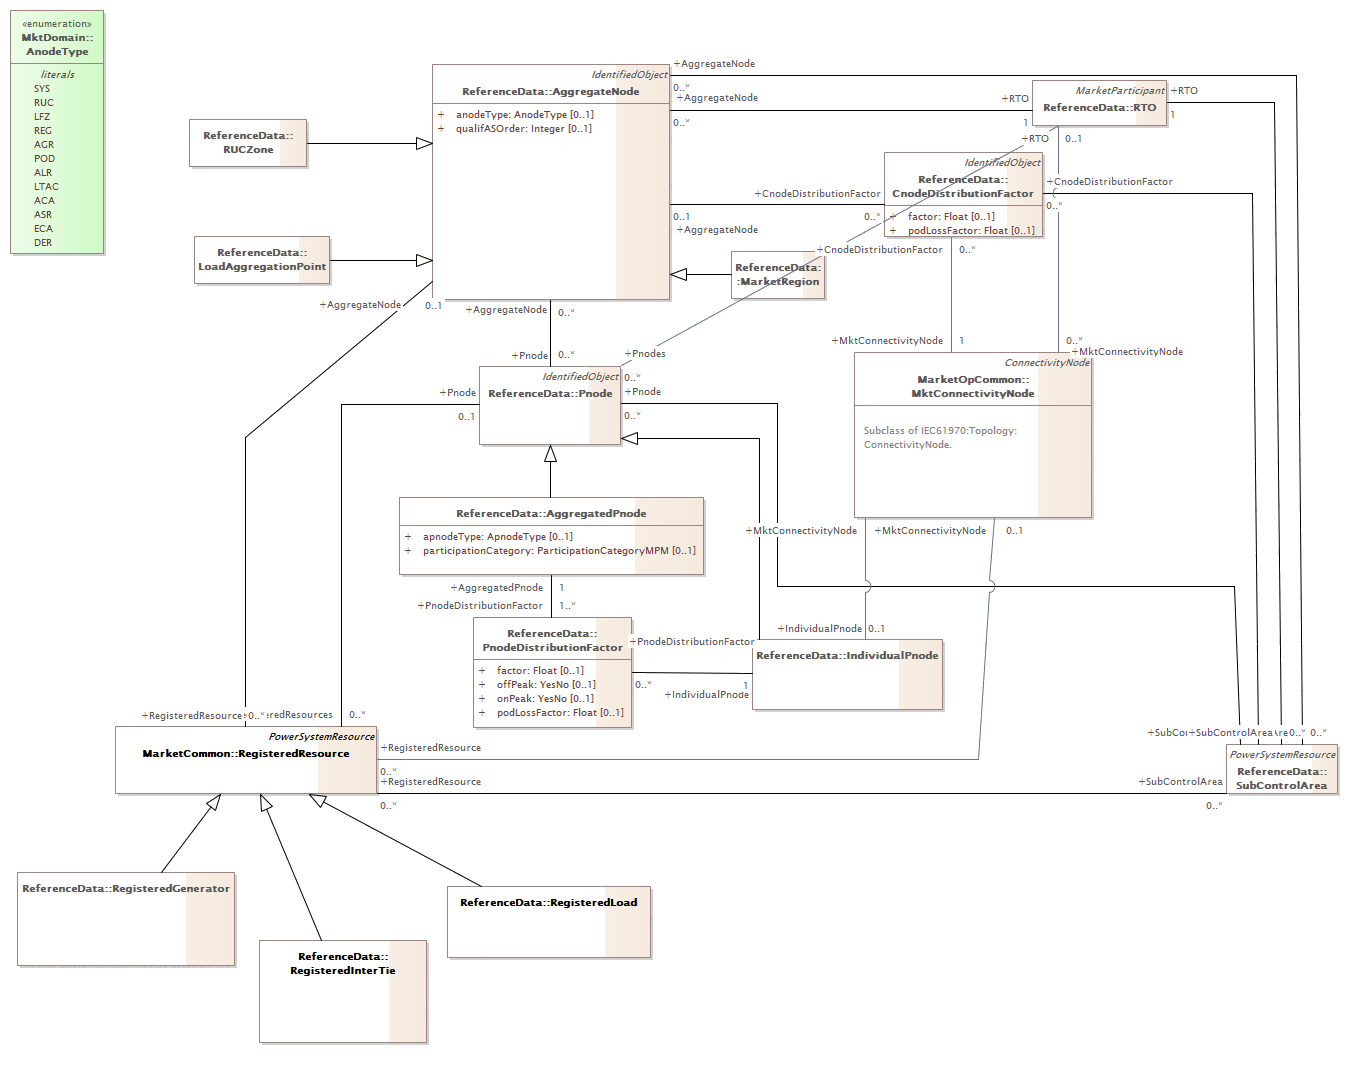 «enumeration»
MktDomain::
AnodeType
literals
SYS
RUC
LFZ
REG
AGR
POD
ALR
LTAC
ACA
ASR
ECA
DER
ReferenceData::
RUCZone
ReferenceData::
LoadAggregationPoint
IdentifiedObject
ReferenceData::AggregateNode
+ anodeType: AnodeType [0..1]
+ qualifASOrder: Integer [0..1]
+AggregateNode
0..*
+AggregateNode
0..*
+RTO
1
MarketParticipant
ReferenceData::RTO
+RTO
1
+RTO
0..1
IdentifiedObject
ReferenceData::
CnodeDistributionFactor
+ factor: Float [0..1]
+ podLossFactor: Float [0..1]
+CnodeDistributionFactor
0..*
+CnodeDistributionFactor
0..*
0..1
+AggregateNode
+CnodeDistributionFactor
0..*
ReferenceData:
:MarketRegion
+AggregateNode
0..1
+AggregateNode
0..*
+Pnode
0..*
+Pnodes
0..*
+MktConnectivityNode
1
0..*
+MktConnectivityNode
ConnectivityNode
MarketOpCommon::
MktConnectivityNode
Subclass of IEC61970:Topology:
ConnectivityNode.
IdentifiedObject
ReferenceData::Pnode
+Pnode
0..1
+Pnode
0..*
ReferenceData::AggregatedPnode
+ apnodeType: ApnodeType [0..1]
+ participationCategory: ParticipationCategoryMPM [0..1]
+MktConnectivityNode
+MktConnectivityNode
0..1
+AggregatedPnode
1
+PnodeDistributionFactor
1..*
ReferenceData::
PnodeDistributionFactor
+ factor: Float [0..1]
+ offPeak: YesNo [0..1]
+ onPeak: YesNo [0..1]
+ podLossFactor: Float [0..1]
+IndividualPnode
0..1
+PnodeDistributionFactor
0..*
1
+IndividualPnode
ReferenceData::IndividualPnode
+RegisteredResource
0..*
eredResources
0..*
PowerSystemResource
MarketCommon::RegisteredResource
+RegisteredResource
0..*
+RegisteredResource
0..*
+SubCo
+SubControlArea
re
0..*
0..*
+SubControlArea
0..*
PowerSystemResource
ReferenceData::
SubControlArea
ReferenceData::RegisteredGenerator
ReferenceData::RegisteredLoad
ReferenceData::
RegisteredInterTie